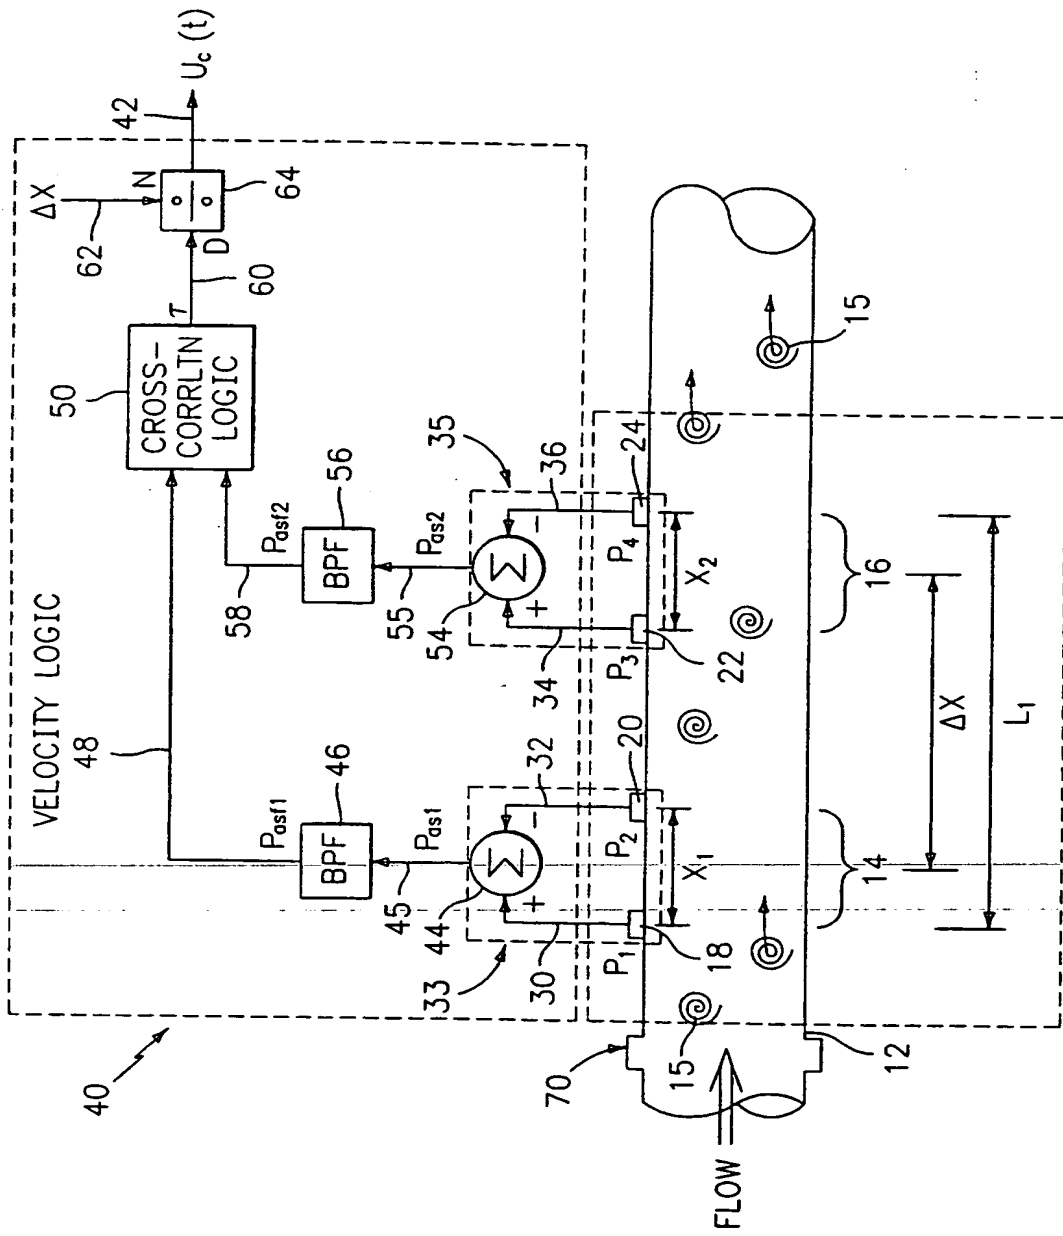 40
VELOCITY LOGIC
48
50
CROSS-
CORRLTN
LOGIC
τ
60
ΔX
62
N
D
64
42
Uc (t)
Pasf1
46
BPF
45
Pas1
44
Σ
+
-
33
30
32
Pasf2
58
56
BPF
55
Pas2
54
Σ
+
-
35
34
36
70
FLOW
12
15
P1
18
X1
P2
20
P3
22
X2
P4
24
15
14
16
ΔX
L1